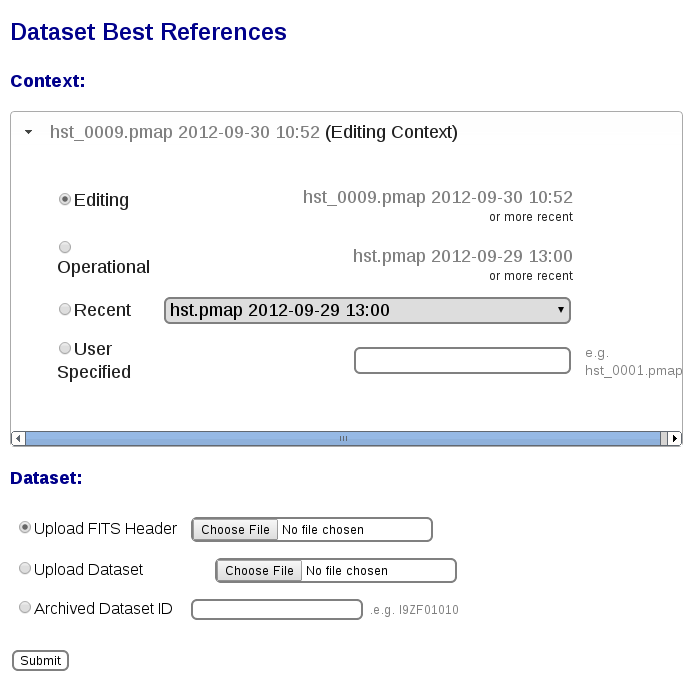 Dataset Best References
Context:
hst_0009.pmap 2012-09-30 10:52 (Editing Context)
Editing hst_0009.pmap 2012-09-30 10:52
or more recent
Operational hst.pmap 2012-09-29 13:00
or more recent
Recent hst.pmap 2012-09-29 13:00
User Specified e.g. hst_0001.pmap
Dataset:
Upload FITS Header Choose File No file chosen
Upload Dataset Choose File No file chosen
Archived Dataset ID .e.g. I9ZF01010
Submit